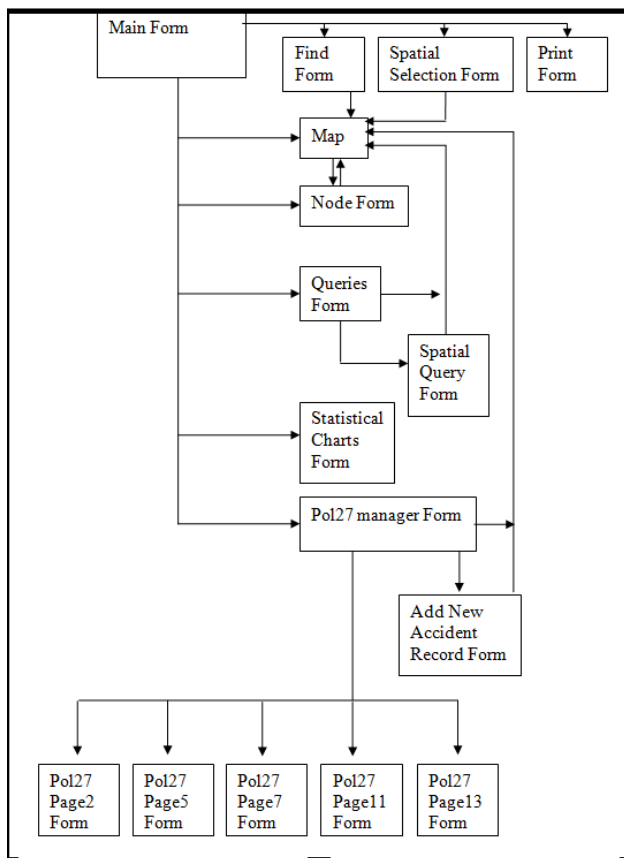 Main Form
Find
Form
Spatial
Selection Form
Print
Form
Map
Node Form
Queries
Form
Spatial
Query
Form
Statistical
Charts
Form
Pol27 manager Form
Add New
Accident
Record Form
Pol27
Page2
Form
Pol27
Page5
Form
Pol27
Page7
Form
Pol27
Page11
Form
Pol27
Page13
Form